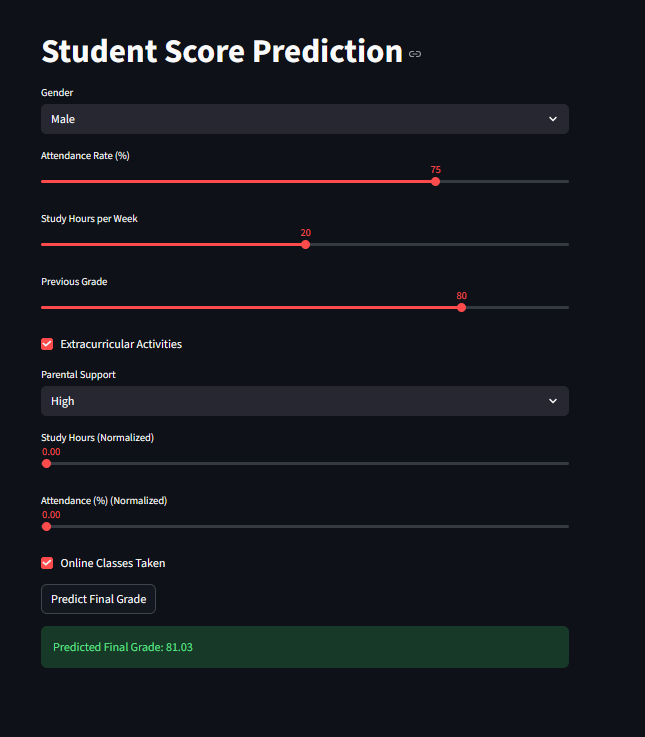 Student Score Prediction
Gender
Male
Attendance Rate (%)
75
Study Hours per Week
20
Previous Grade
80
Extracurricular Activities
Parental Support
High
Study Hours (Normalized)
0.00
Attendance (%) (Normalized)
0.00
Online Classes Taken
Predict Final Grade
Predicted Final Grade: 81.03